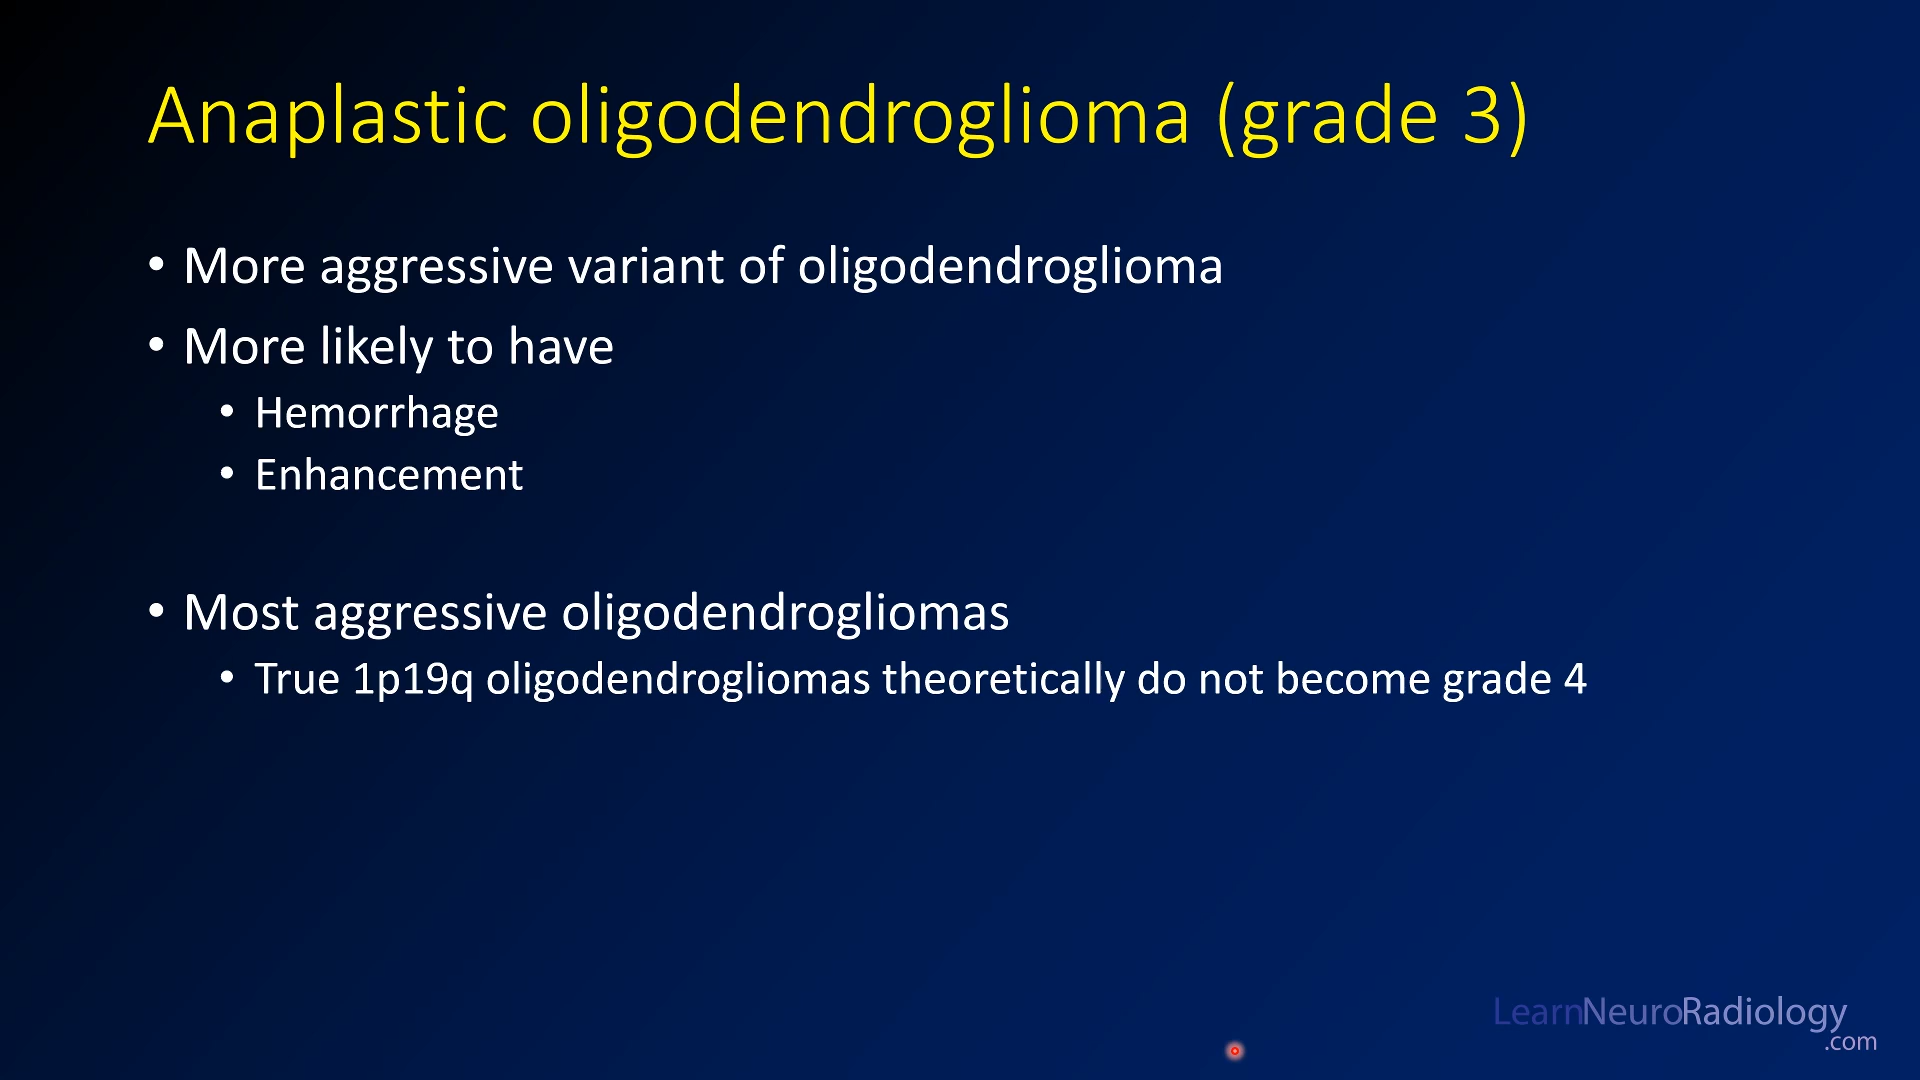 Anaplastic oligodendroglioma (grade 3)
• More aggressive variant of oligodendroglioma
• More likely to have
• Hemorrhage
• Enhancement
• Most aggressive oligodendrogliomas
• True 1p19q oligodendrogliomas theoretically do not become grade 4
LearnNeuroRadiology
.com